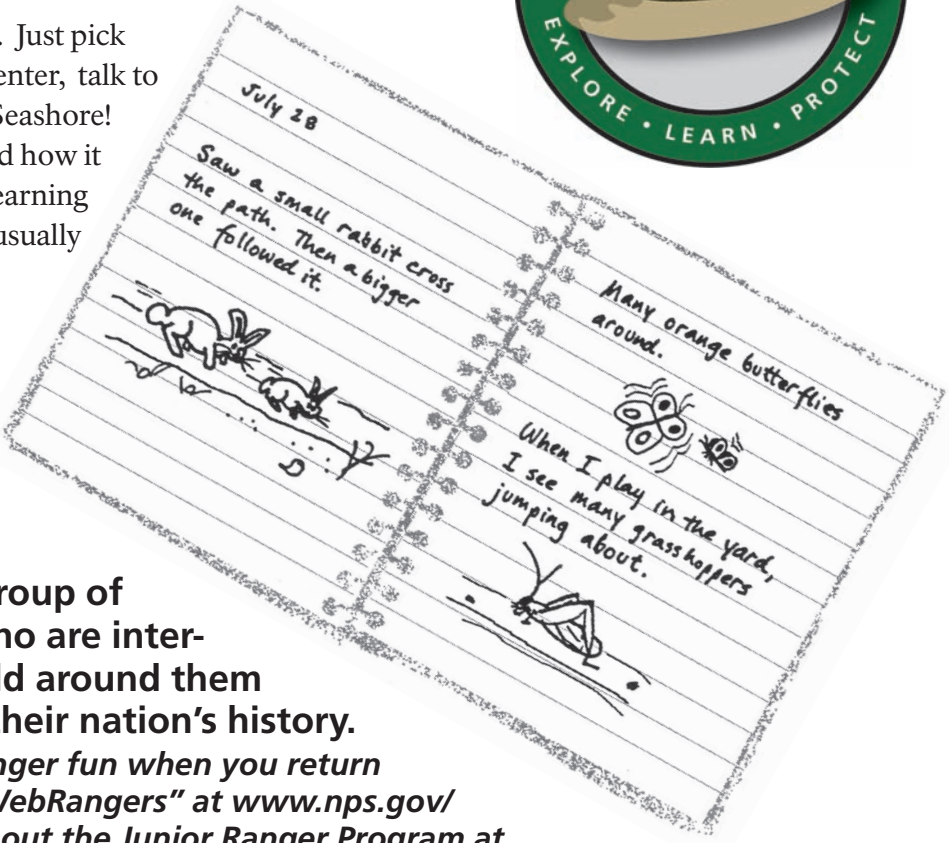 . Just pick
enter, talk to
Seashore!
d how it
earning
usually
EXPLORE • LEARN • PROTECT
July 28
Saw a small rabbit cross
the path. Then a bigger
one followed it.
Many orange butterflies
around.
When I play in the yard,
I see many grasshoppers
jumping about.
roup of
ho are inter-
ld around them
their nation's history.
nger fun when you return
WebRangers" at www.nps.gov/
out the Junior Ranger Program at